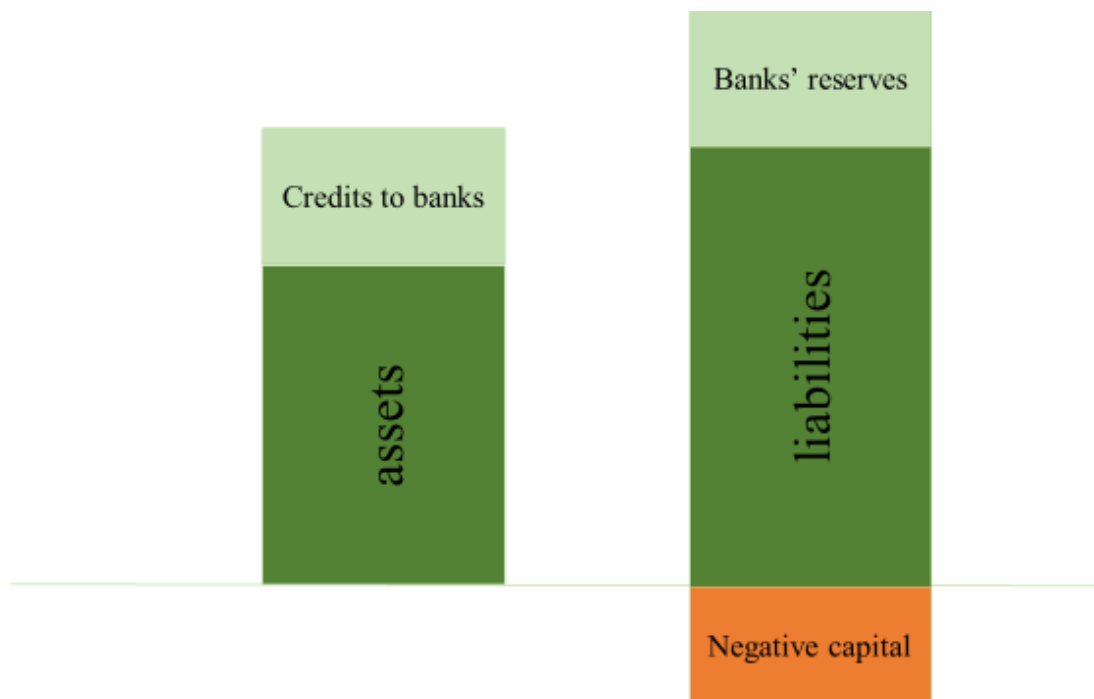 Banks’ reserves
Credits to banks
assets
liabilities
Negative capital